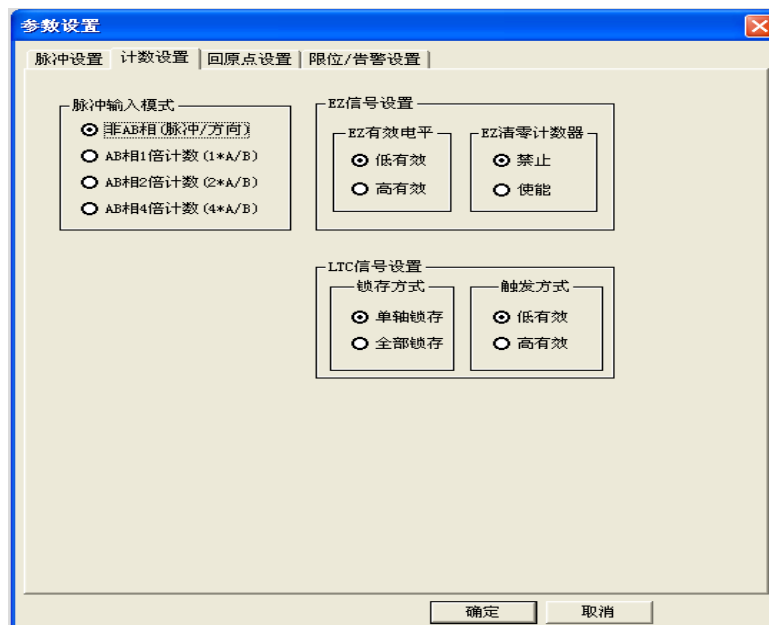 参数设置
脉冲设置 计数设置 回原点设置 限位/告警设置
脉冲输入模式
非AB相(脉冲/方向)
AB相1倍计数(1*A/B)
AB相2倍计数(2*A/B)
AB相4倍计数(4*A/B)
EZ信号设置
EZ有效电平
低有效
高有效
EZ清零计数器
禁止
使能
LTC信号设置
锁存方式
单轴锁存
全部锁存
触发方式
低有效
高有效
确定 取消